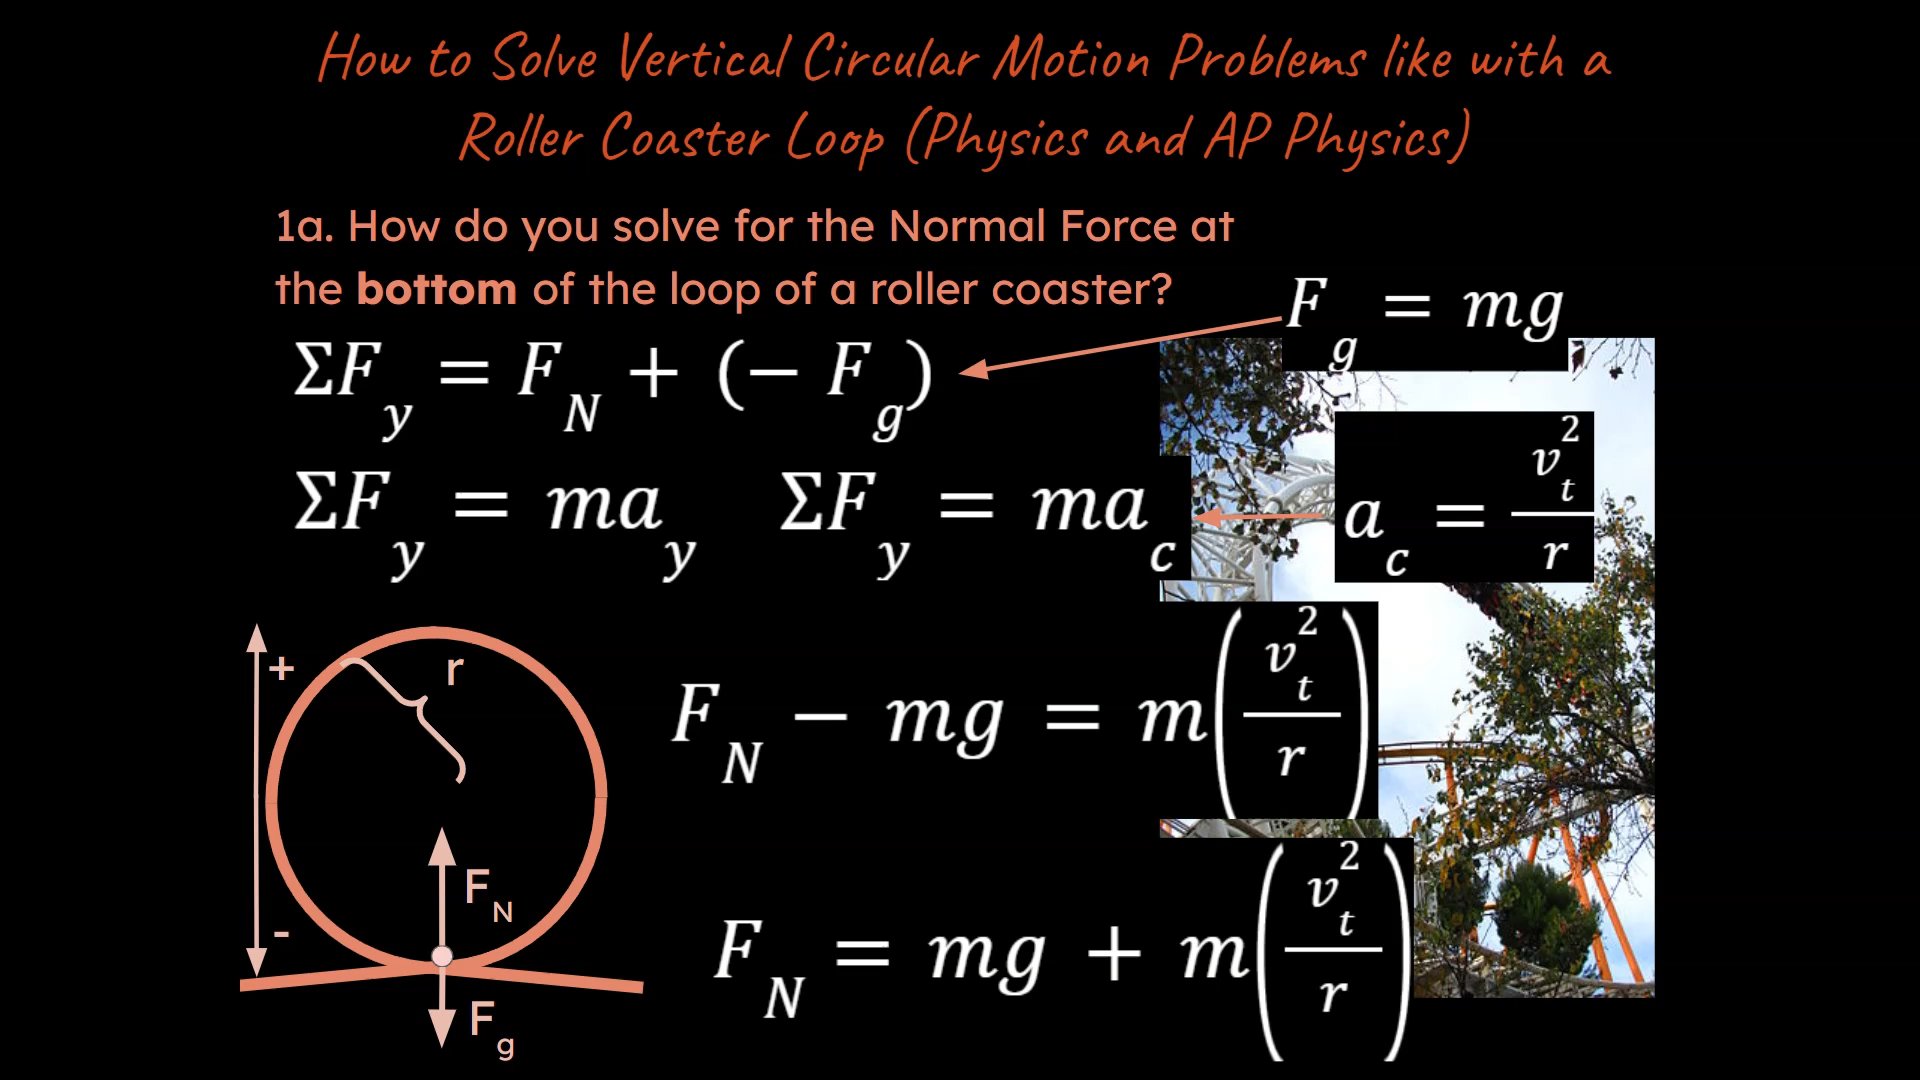 How to Solve Vertical Circular Motion Problems like with a
Roller Coaster Loop (Physics and AP Physics)
1a. How do you solve for the Normal Force at
the bottom of the loop of a roller coaster?
F_g = mg
ΣF_y = F_N + (− F_g)
ΣF_y = ma_y
ΣF_y = ma_c
a_c = v_t^2 / r
+
r
F_N − mg = m(v_t^2 / r)
F_N
-
F_N = mg + m(v_t^2 / r)
F_g